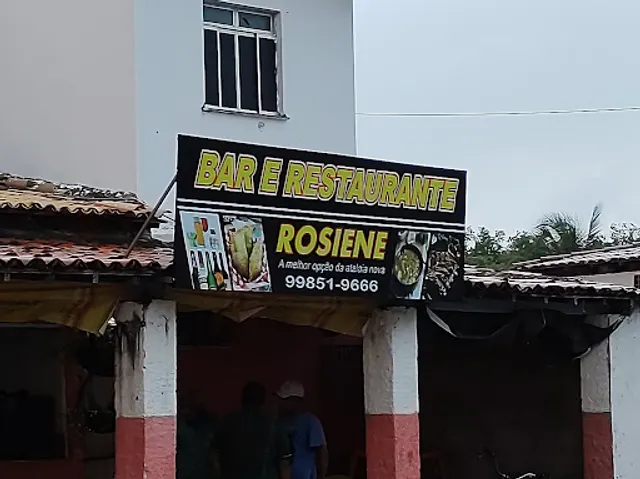 BAR E RESTAURANTE
ROSIENE
A melhor opção da atalaia nova
99851-9666